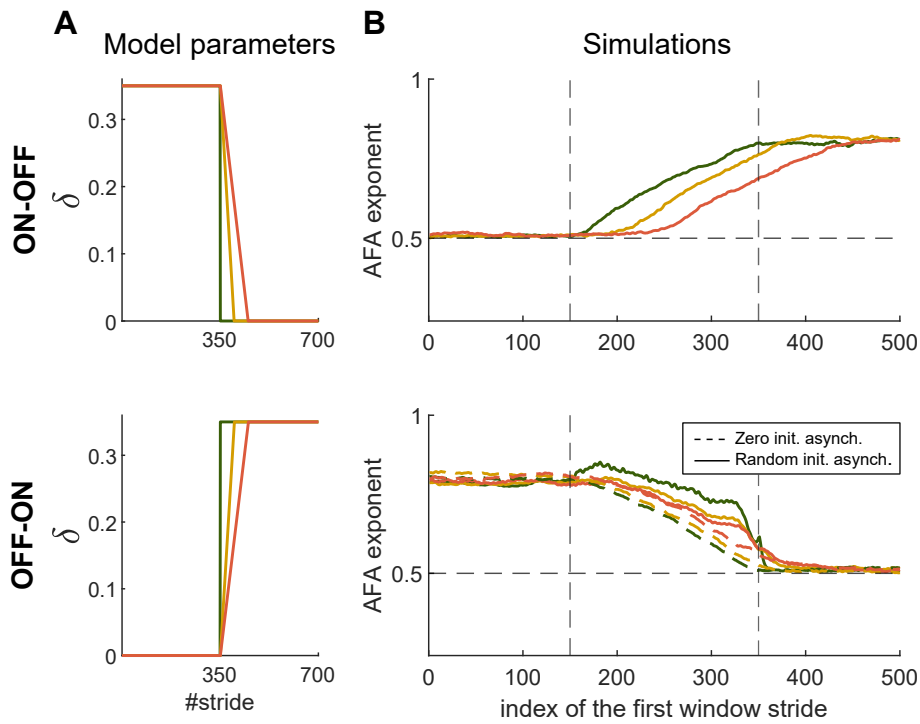 A
B
Model parameters
Simulations
ON-OFF
δ
0.3
0.2
0.1
0
350
700
AFA exponent
1
0.5
0
100
200
300
400
500
OFF-ON
δ
0.3
0.2
0.1
0
350
700
#stride
AFA exponent
1
0.5
Zero init. asynch.
Random init. asynch.
0
100
200
300
400
500
index of the first window stride